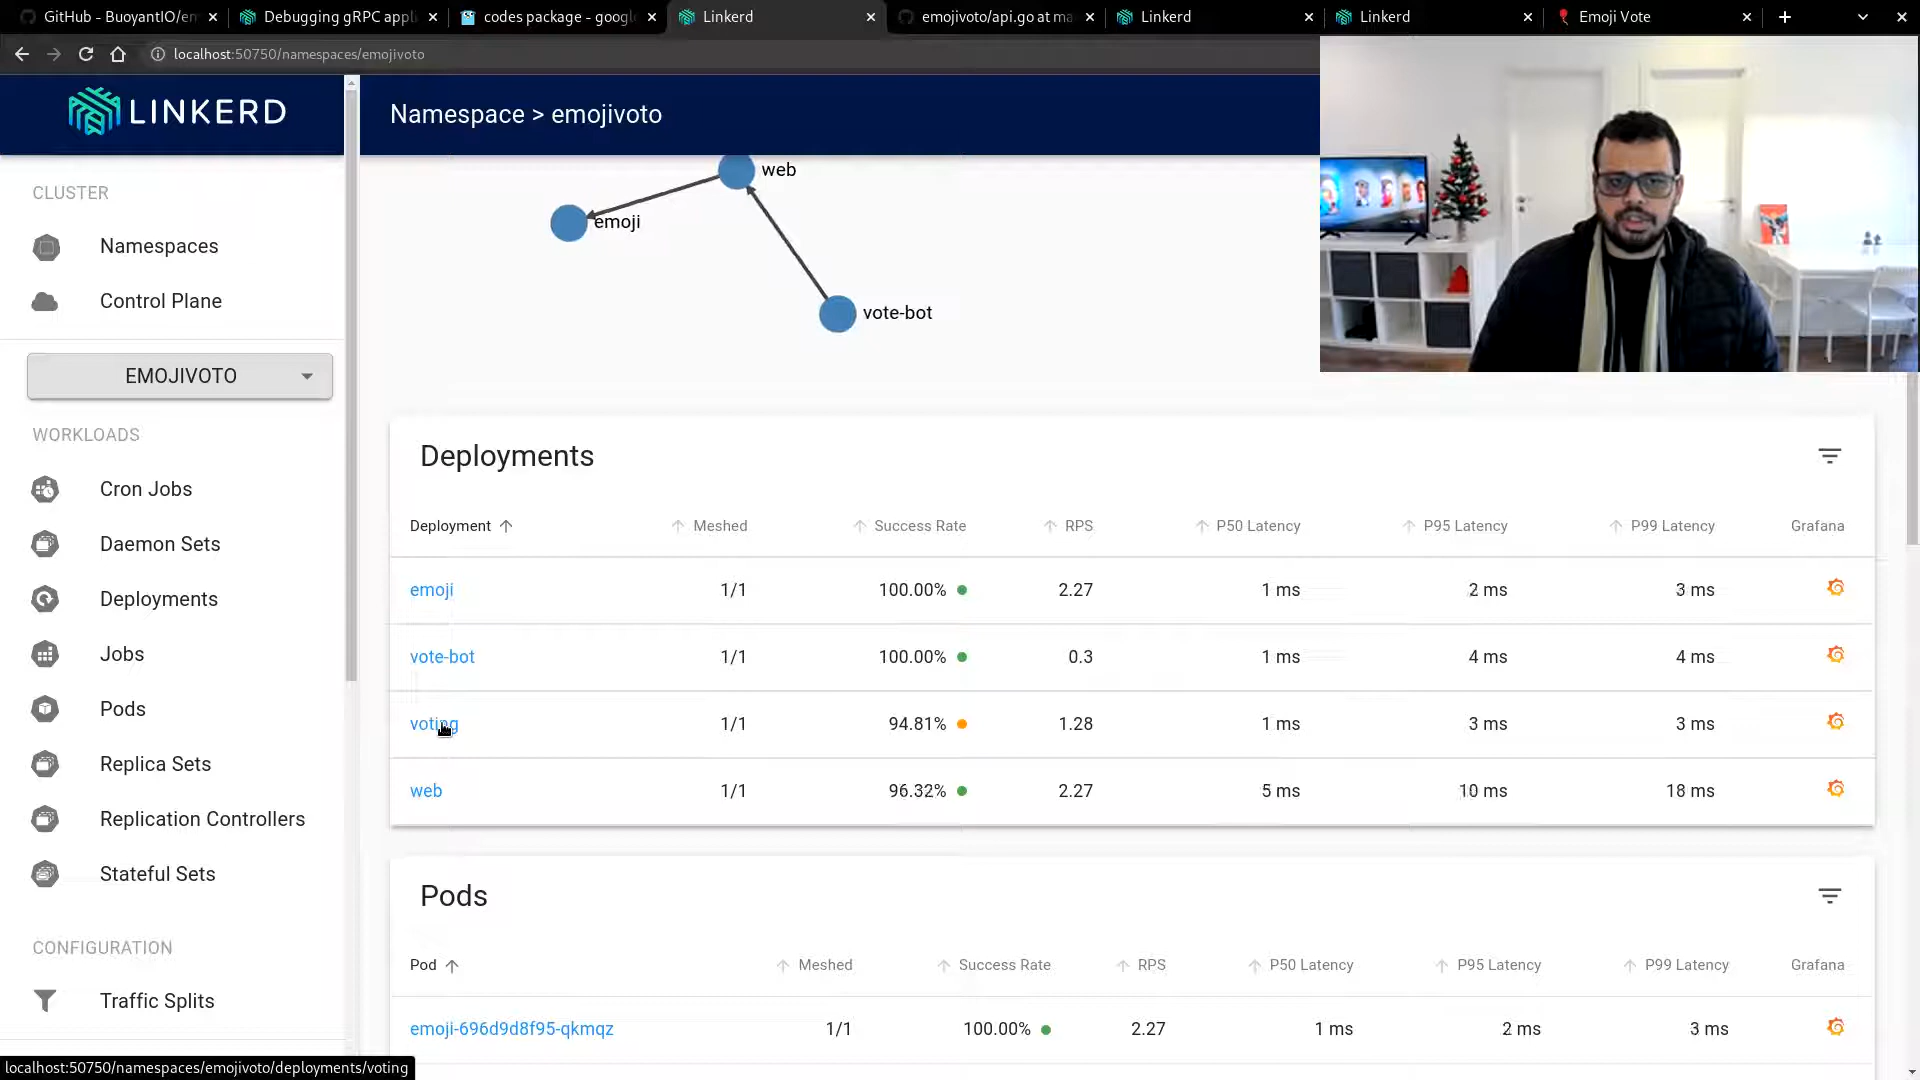 GitHub - BuoyantIO/en
Debugging gRPC appli
codes package - googl
Linkerd
emojivoto/api.go at ma
Linkerd
Linkerd
Emoji Vote
localhost:50750/namespaces/emojivoto
LINKERD
Namespace > emojivoto
CLUSTER
Namespaces
Control Plane
EMOJIVOTO
WORKLOADS
Cron Jobs
Daemon Sets
Deployments
Jobs
Pods
Replica Sets
Replication Controllers
Stateful Sets
CONFIGURATION
Traffic Splits
web
emoji
vote-bot
Deployments
Deployment Meshed Success Rate RPS P50 Latency P95 Latency P99 Latency Grafana
emoji 1/1 100.00% 2.27 1 ms 2 ms 3 ms
vote-bot 1/1 100.00% 0.3 1 ms 4 ms 4 ms
voting 1/1 94.81% 1.28 1 ms 3 ms 3 ms
web 1/1 96.32% 2.27 5 ms 10 ms 18 ms
Pods
Pod Meshed Success Rate RPS P50 Latency P95 Latency P99 Latency Grafana
emoji-696d9d8f95-qkmqz 1/1 100.00% 2.27 1 ms 2 ms 3 ms
localhost:50750/namespaces/emojivoto/deployments/voting